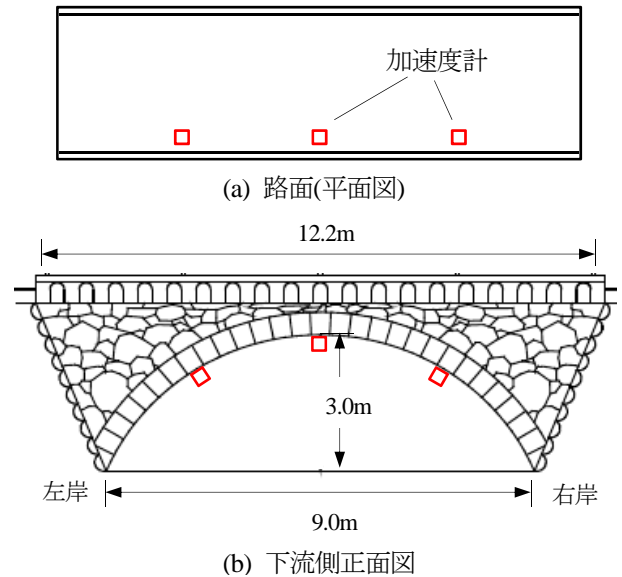 加速度計
(a) 路面(平面図)
12.2m
3.0m
左岸
右岸
9.0m
(b) 下流側正面図